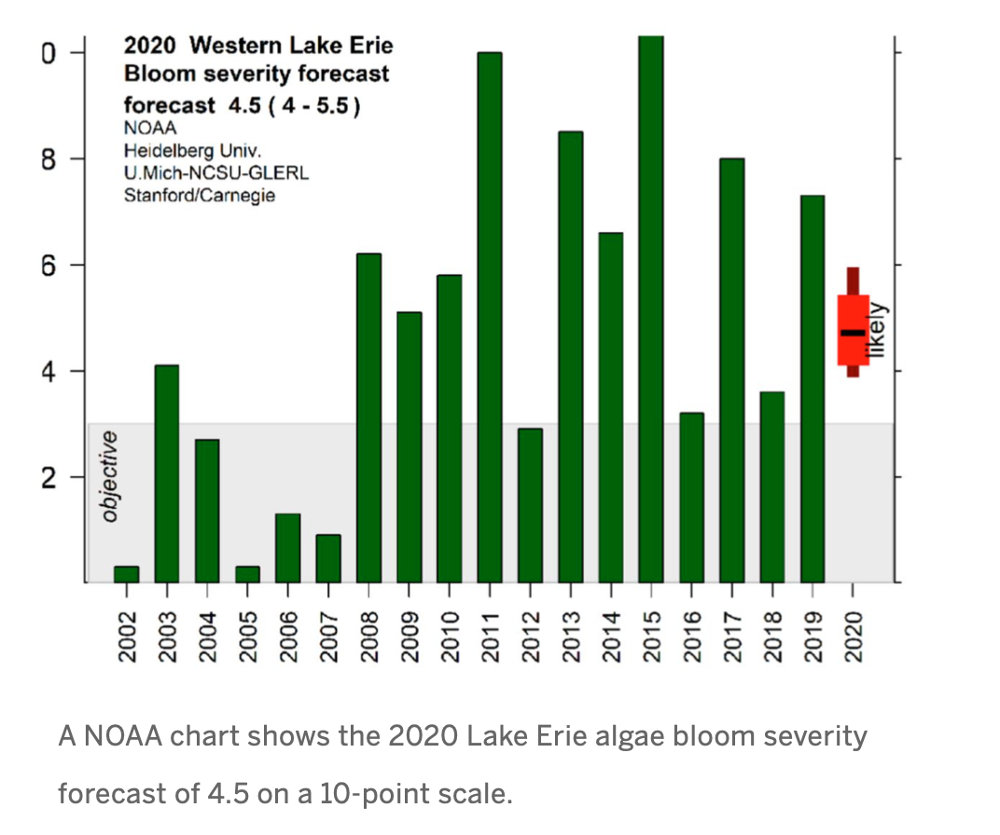 2020 Western Lake Erie
Bloom severity forecast
forecast 4.5 ( 4 - 5.5 )
NOAA
Heidelberg Univ.
U.Mich-NCSU-GLERL
Stanford/Carnegie
0
8
6
4
2
objective
likely
2002 2003 2004 2005 2006 2007 2008 2009 2010 2011 2012 2013 2014 2015 2016 2017 2018 2019 2020
A NOAA chart shows the 2020 Lake Erie algae bloom severity
forecast of 4.5 on a 10-point scale.